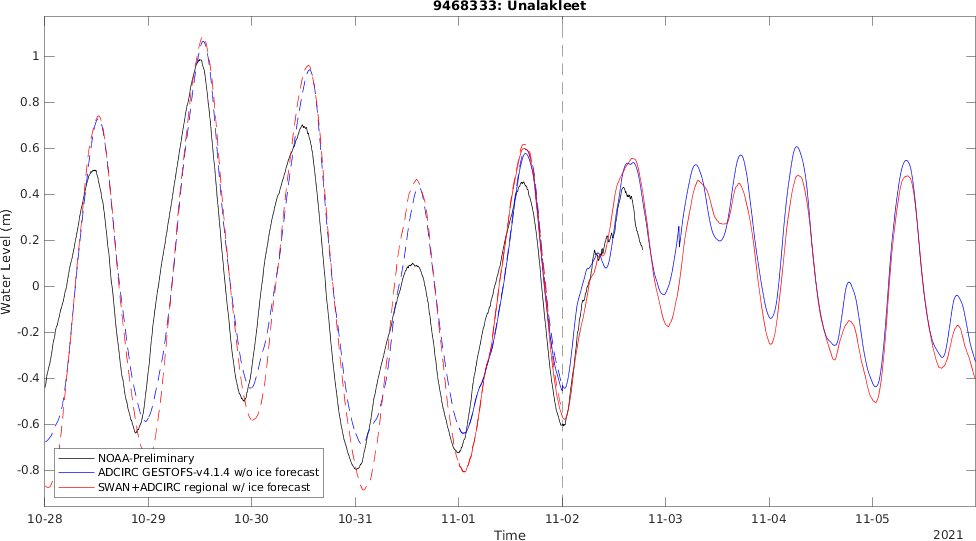 9468333: Unalakleet
Water Level (m)
1
0.8
0.6
0.4
0.2
0
-0.2
-0.4
-0.6
-0.8
NOAA-Preliminary
ADCIRC GESTOFS-v4.1.4 w/o ice forecast
SWAN+ADCIRC regional w/ ice forecast
10-28 10-29 10-30 10-31 11-01 11-02 11-03 11-04 11-05
Time
2021